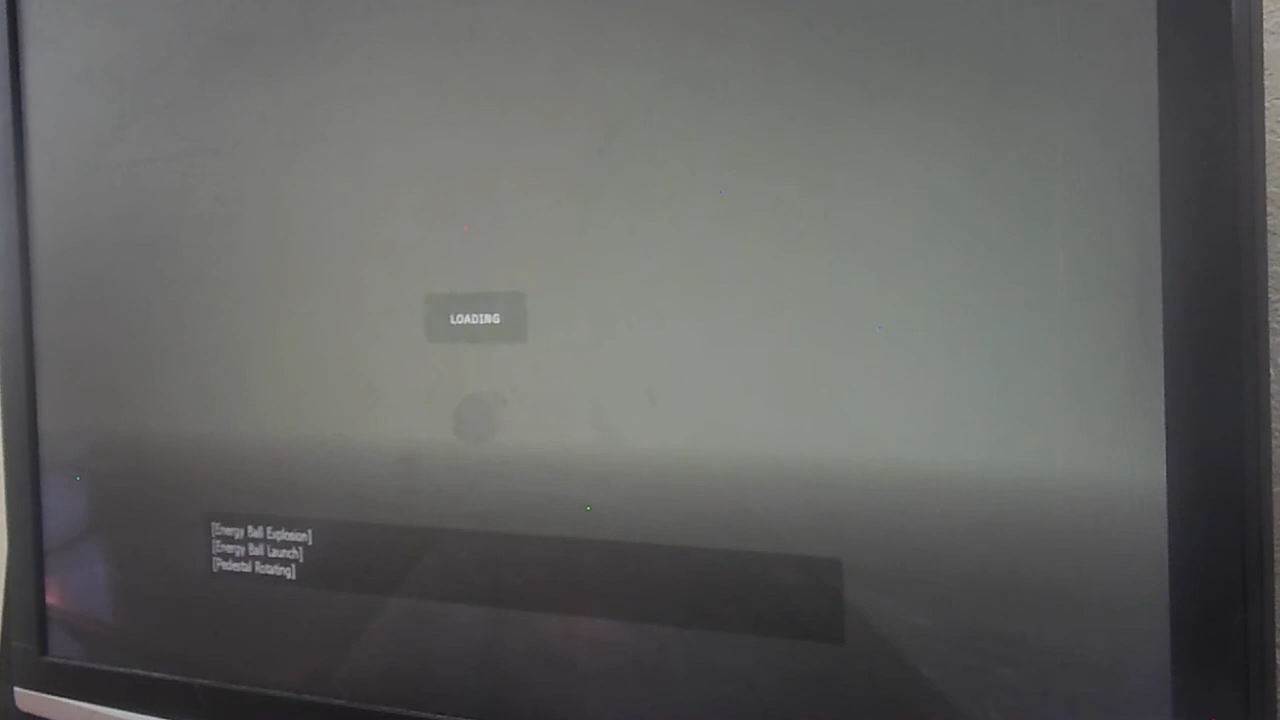 LOADING
[Energy Ball Explosion]
[Energy Ball Launch]
[Pedestal Rotating]